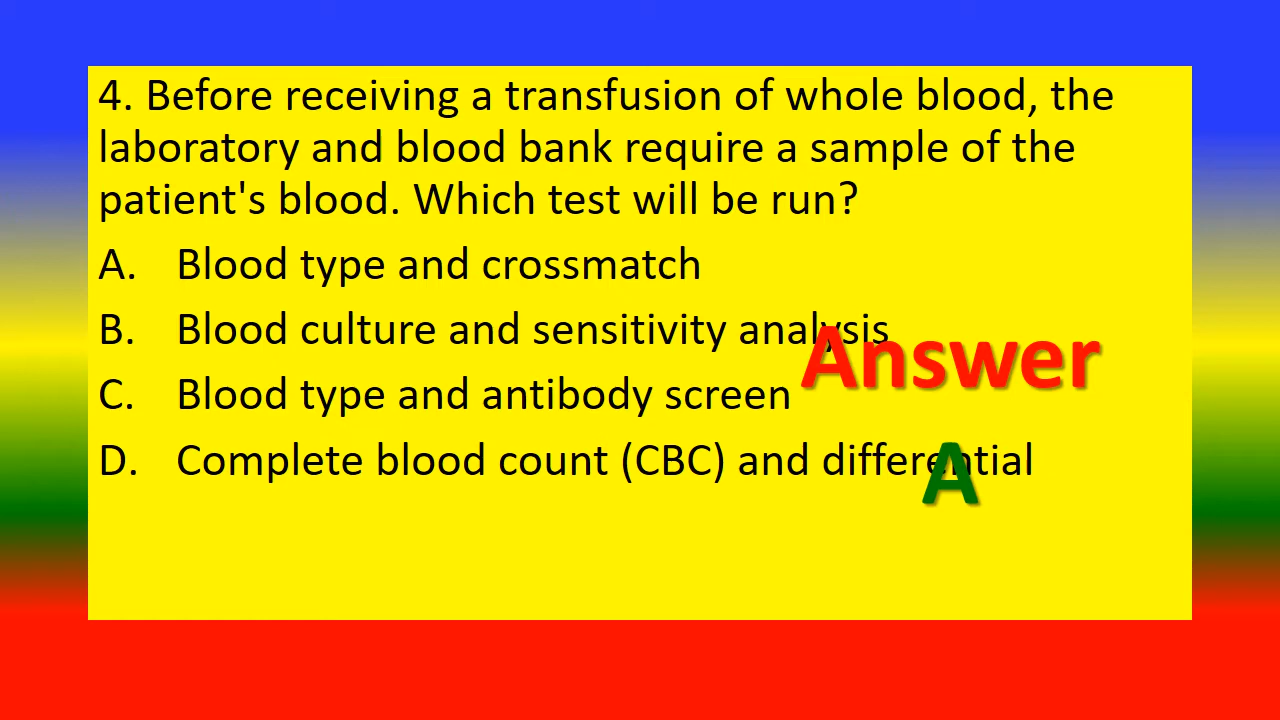 4. Before receiving a transfusion of whole blood, the
laboratory and blood bank require a sample of the
patient's blood. Which test will be run?
A. Blood type and crossmatch
B. Blood culture and sensitivity analysis
C. Blood type and antibody screen
D. Complete blood count (CBC) and differential
Answer
A